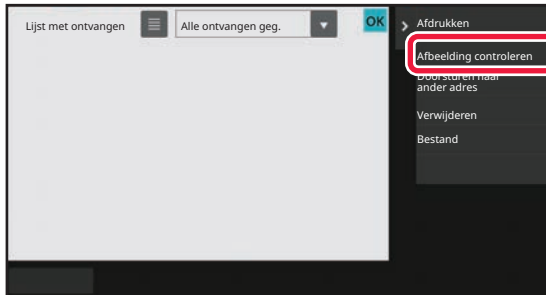 Lijst met ontvangen
Alle ontvangen geg.
OK
Afdrukken
Afbeelding controleren
Doorsturen naar
ander adres
Verwijderen
Bestand